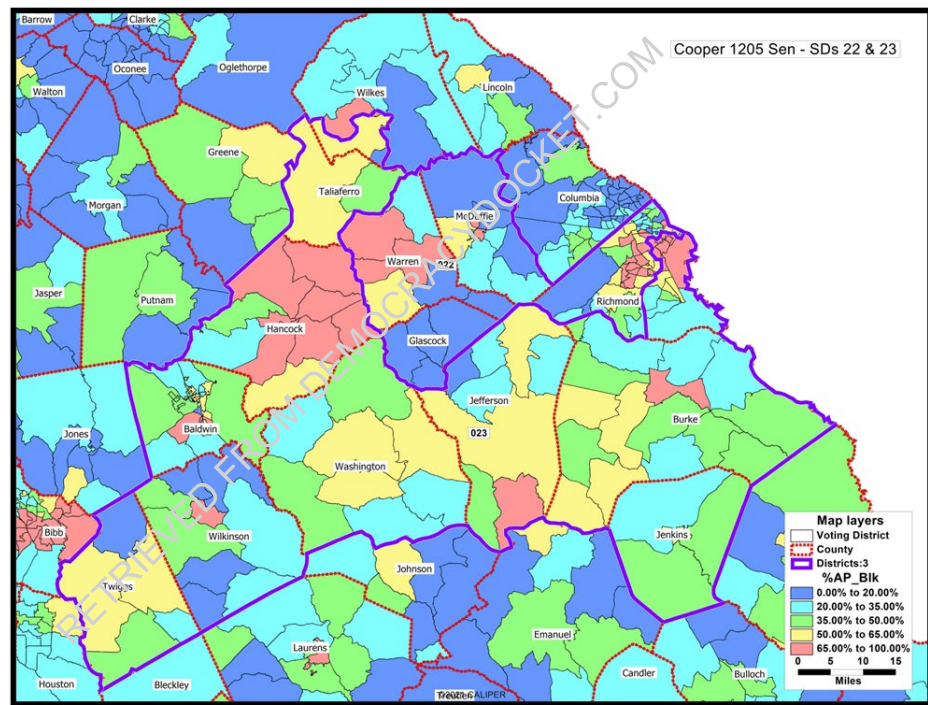 Cooper 1205 Sen - SDs 22 & 23
Barrow
Clarke
Oconee
Oglethorpe
Walton
Wilkes
Lincoln
Greene
Taliaferro
Morgan
Columbia
McDuffie
Warren
022
Jasper
Putnam
Richmond
Hancock
Glascock
Jefferson
Jones
Baldwin
023
Burke
Washington
Bibb
Wilkinson
Jenkins
Johnson
Twiggs
Emanuel
Laurens
Candler
Bulloch
Houston
Bleckley
Treutlen
CALIPER
RETRIEVED FROM DEMOCRACYDOCKET.COM
Map layers
Voting District
County
Districts:3
%AP_Blk
0.00% to 20.00%
20.00% to 35.00%
35.00% to 50.00%
50.00% to 65.00%
65.00% to 100.00%
0 5 10 15
Miles